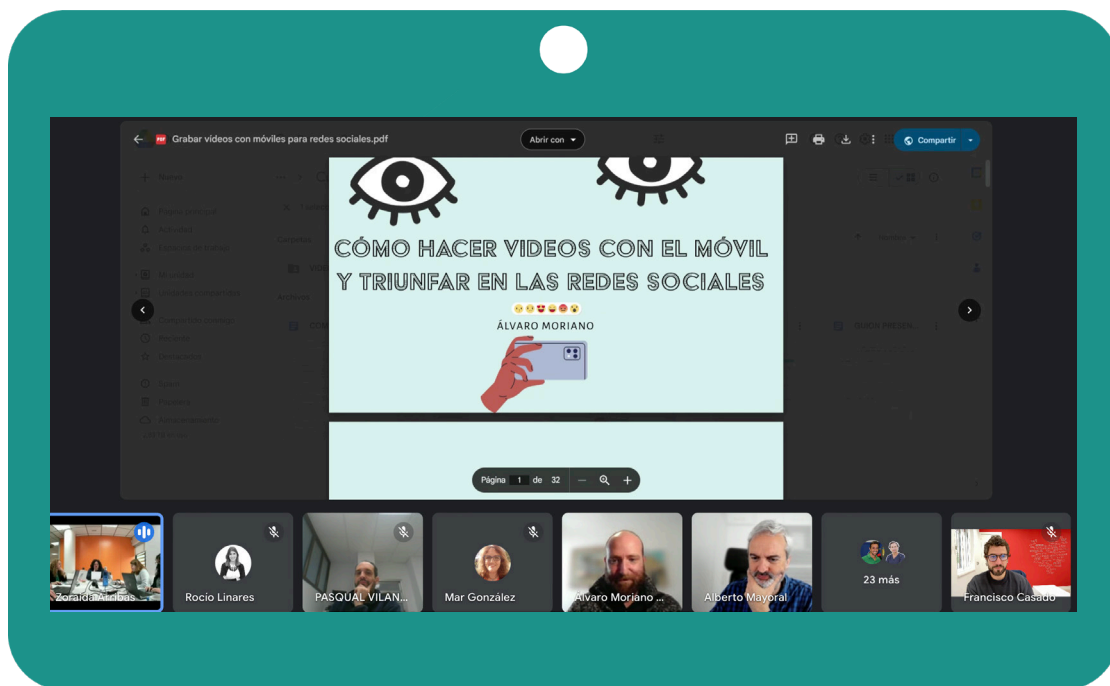 Grabar vídeos con móviles para redes sociales.pdf
Abrir con
Compartir
CÓMO HACER VIDEOS CON EL MÓVIL
Y TRIUNFAR EN LAS REDES SOCIALES
ÁLVARO MORIANO
Página 1 de 32
Zoraida Arribas
Rocío Linares
PASQUAL VILAN...
Mar González
Álvaro Moriano ...
Alberto Mayoral
23 más
Francisco Casado